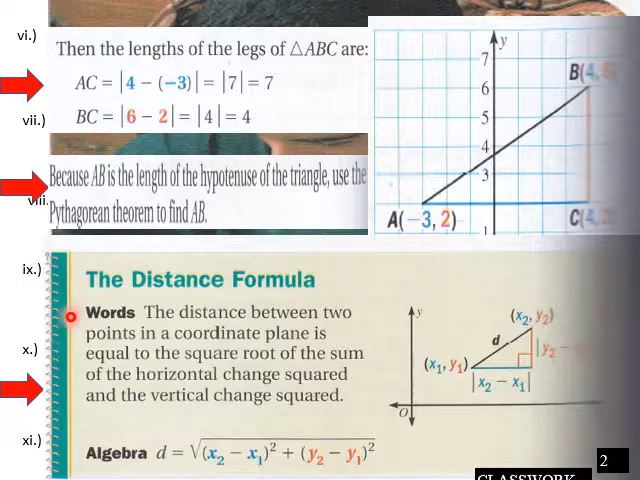 vi.)
Then the lengths of the legs of △ABC are:
AC = |4 − (−3)| = |7| = 7
vii.)
BC = |6 − 2| = |4| = 4
Because AB is the length of the hypotenuse of the triangle, use the
viii.
Pythagorean theorem to find AB.
y
7
6
5
4
3
1
B(4, 6)
A(−3, 2)
C(4,
ix.)
The Distance Formula
Words The distance between two
points in a coordinate plane is
x.)
equal to the square root of the sum
of the horizontal change squared
and the vertical change squared.
xi.)
Algebra d = √(x₂ − x₁)² + (y₂ − y₁)²
y
(x₂, y₂)
d
(x₁, y₁)
|y₂ −
|x₂ − x₁|
O
2
CLASSWORK